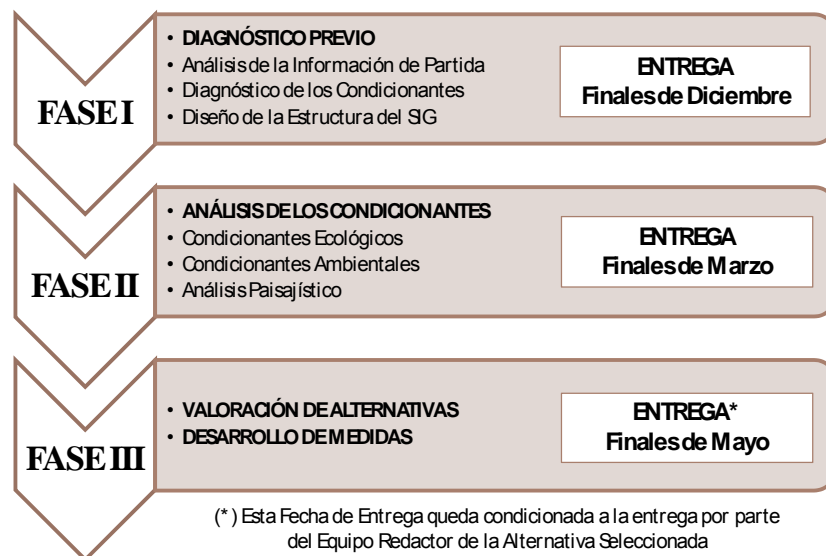 FASE I
• DIAGNÓSTICO PREVIO
• Análisis de la Información de Partida
• Diagnóstico de los Condicionantes
• Diseño de la Estructura del SIG
ENTREGA
Finales de Diciembre
FASE II
• ANÁLISIS DE LOS CONDICIONANTES
• Condicionantes Ecológicos
• Condicionantes Ambientales
• Análisis Paisajístico
ENTREGA
Finales de Marzo
FASE III
• VALORACIÓN DE ALTERNATIVAS
• DESARROLLO DE MEDIDAS
ENTREGA*
Finales de Mayo
(*) Esta Fecha de Entrega queda condicionada a la entrega por parte
del Equipo Redactor de la Alternativa Seleccionada